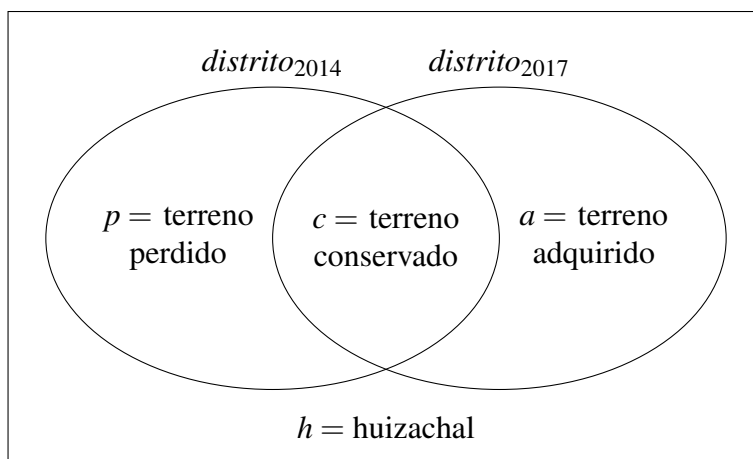 distrito₂₀₁₄ distrito₂₀₁₇
p = terreno perdido
c = terreno conservado
a = terreno adquirido
h = huizachal